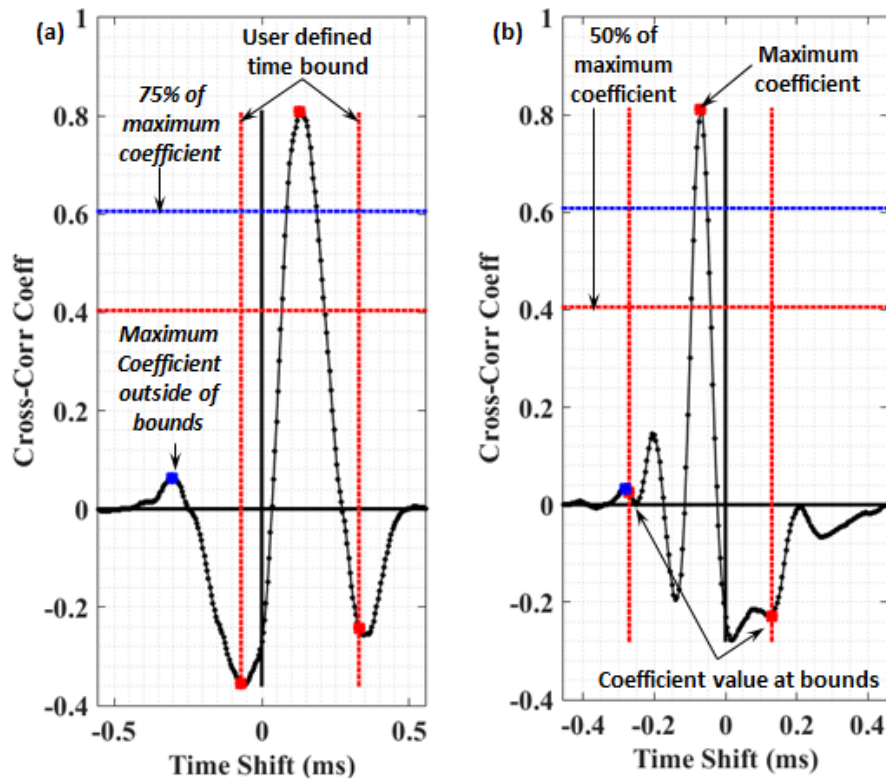 (a)
User defined
time bound
75% of
maximum
coefficient
Maximum
Coefficient
outside of
bounds
Cross-Corr Coeff
1
0.8
0.6
0.4
0.2
0
-0.2
-0.4
-0.5
0
0.5
Time Shift (ms)
(b)
50% of
maximum
coefficient
Maximum
coefficient
Coefficient value at bounds
Cross-Corr Coeff
1
0.8
0.6
0.4
0.2
0
-0.2
-0.4
-0.4
-0.2
0
0.2
0.4
Time Shift (ms)